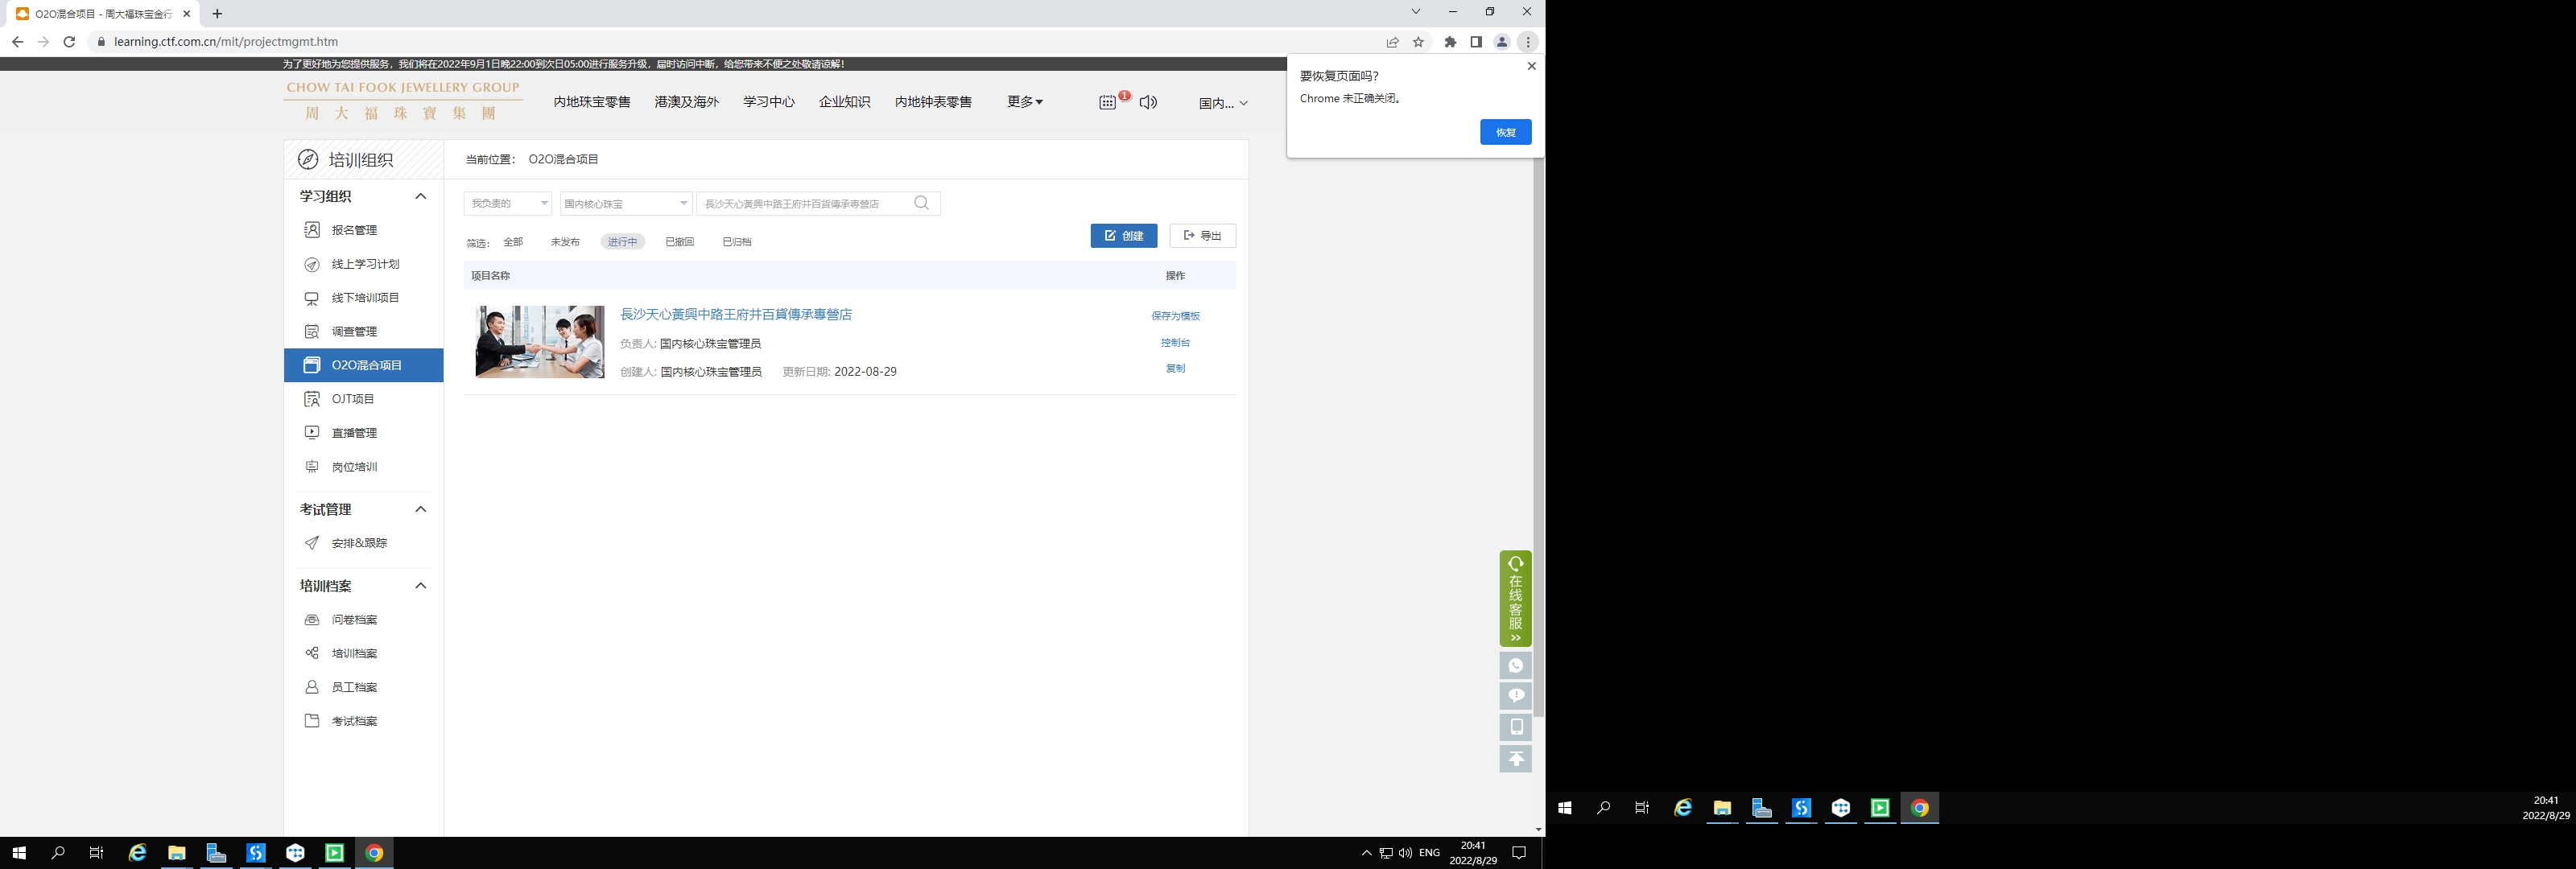 O2O混合项目 - 周大福珠宝金行
learning.ctf.com.cn/mit/projectmgmt.htm
为了更好地为您提供服务，我们将在2022年9月1日晚22:00到次日05:00进行服务升级，届时访问中断，给您带来不便之处敬请谅解！
要恢复页面吗?
Chrome 未正确关闭。
恢复
CHOW TAI FOOK JEWELLERY GROUP
周大福珠寶集團
内地珠宝零售 港澳及海外 学习中心 企业知识 内地钟表零售 更多 1 国内...
培训组织
当前位置： O2O混合项目
学习组织
报名管理
线上学习计划
线下培训项目
调查管理
O2O混合项目
OJT项目
直播管理
岗位培训
考试管理
安排&跟踪
培训档案
问卷档案
培训档案
员工档案
考试档案
我负责的 国内核心珠宝 長沙天心黃興中路王府井百貨傳承專營店
筛选： 全部 未发布 进行中 已撤回 已归档
创建 导出
项目名称 操作
長沙天心黃興中路王府井百貨傳承專營店
负责人: 国内核心珠宝管理员
创建人: 国内核心珠宝管理员 更新日期: 2022-08-29
保存为模板
控制台
复制
在线客服
ENG
20:41
2022/8/29
20:41
2022/8/29